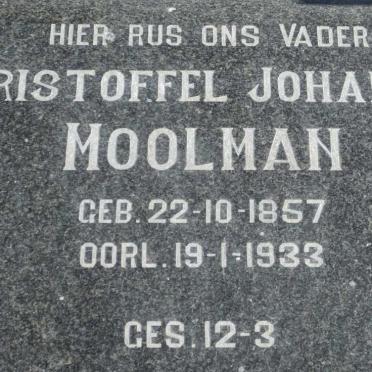 HIER RUS ONS VADER
RISTOFFEL JOHA
MOOLMAN
GEB. 22-10-1857
OORL. 19-1-1933
GES. 12-3